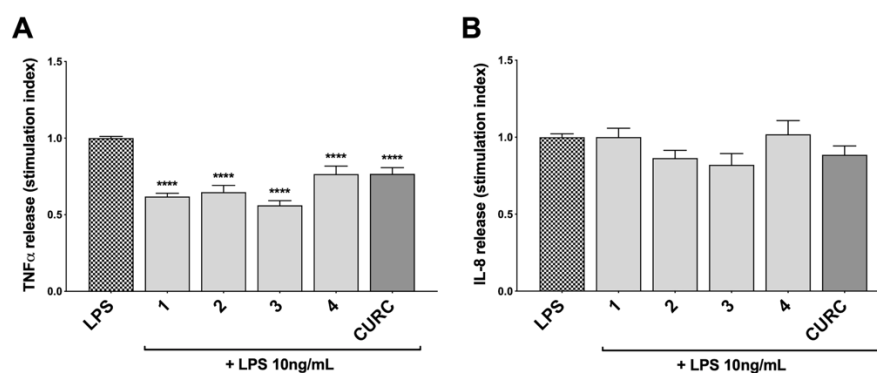 A
TNFα release (stimulation index)
1.5
1.0
0.5
0.0
****
****
****
****
****
LPS
1
2
3
4
CURC
+ LPS 10ng/mL
B
IL-8 release (stimulation index)
1.5
1.0
0.5
0.0
LPS
1
2
3
4
CURC
+ LPS 10ng/mL